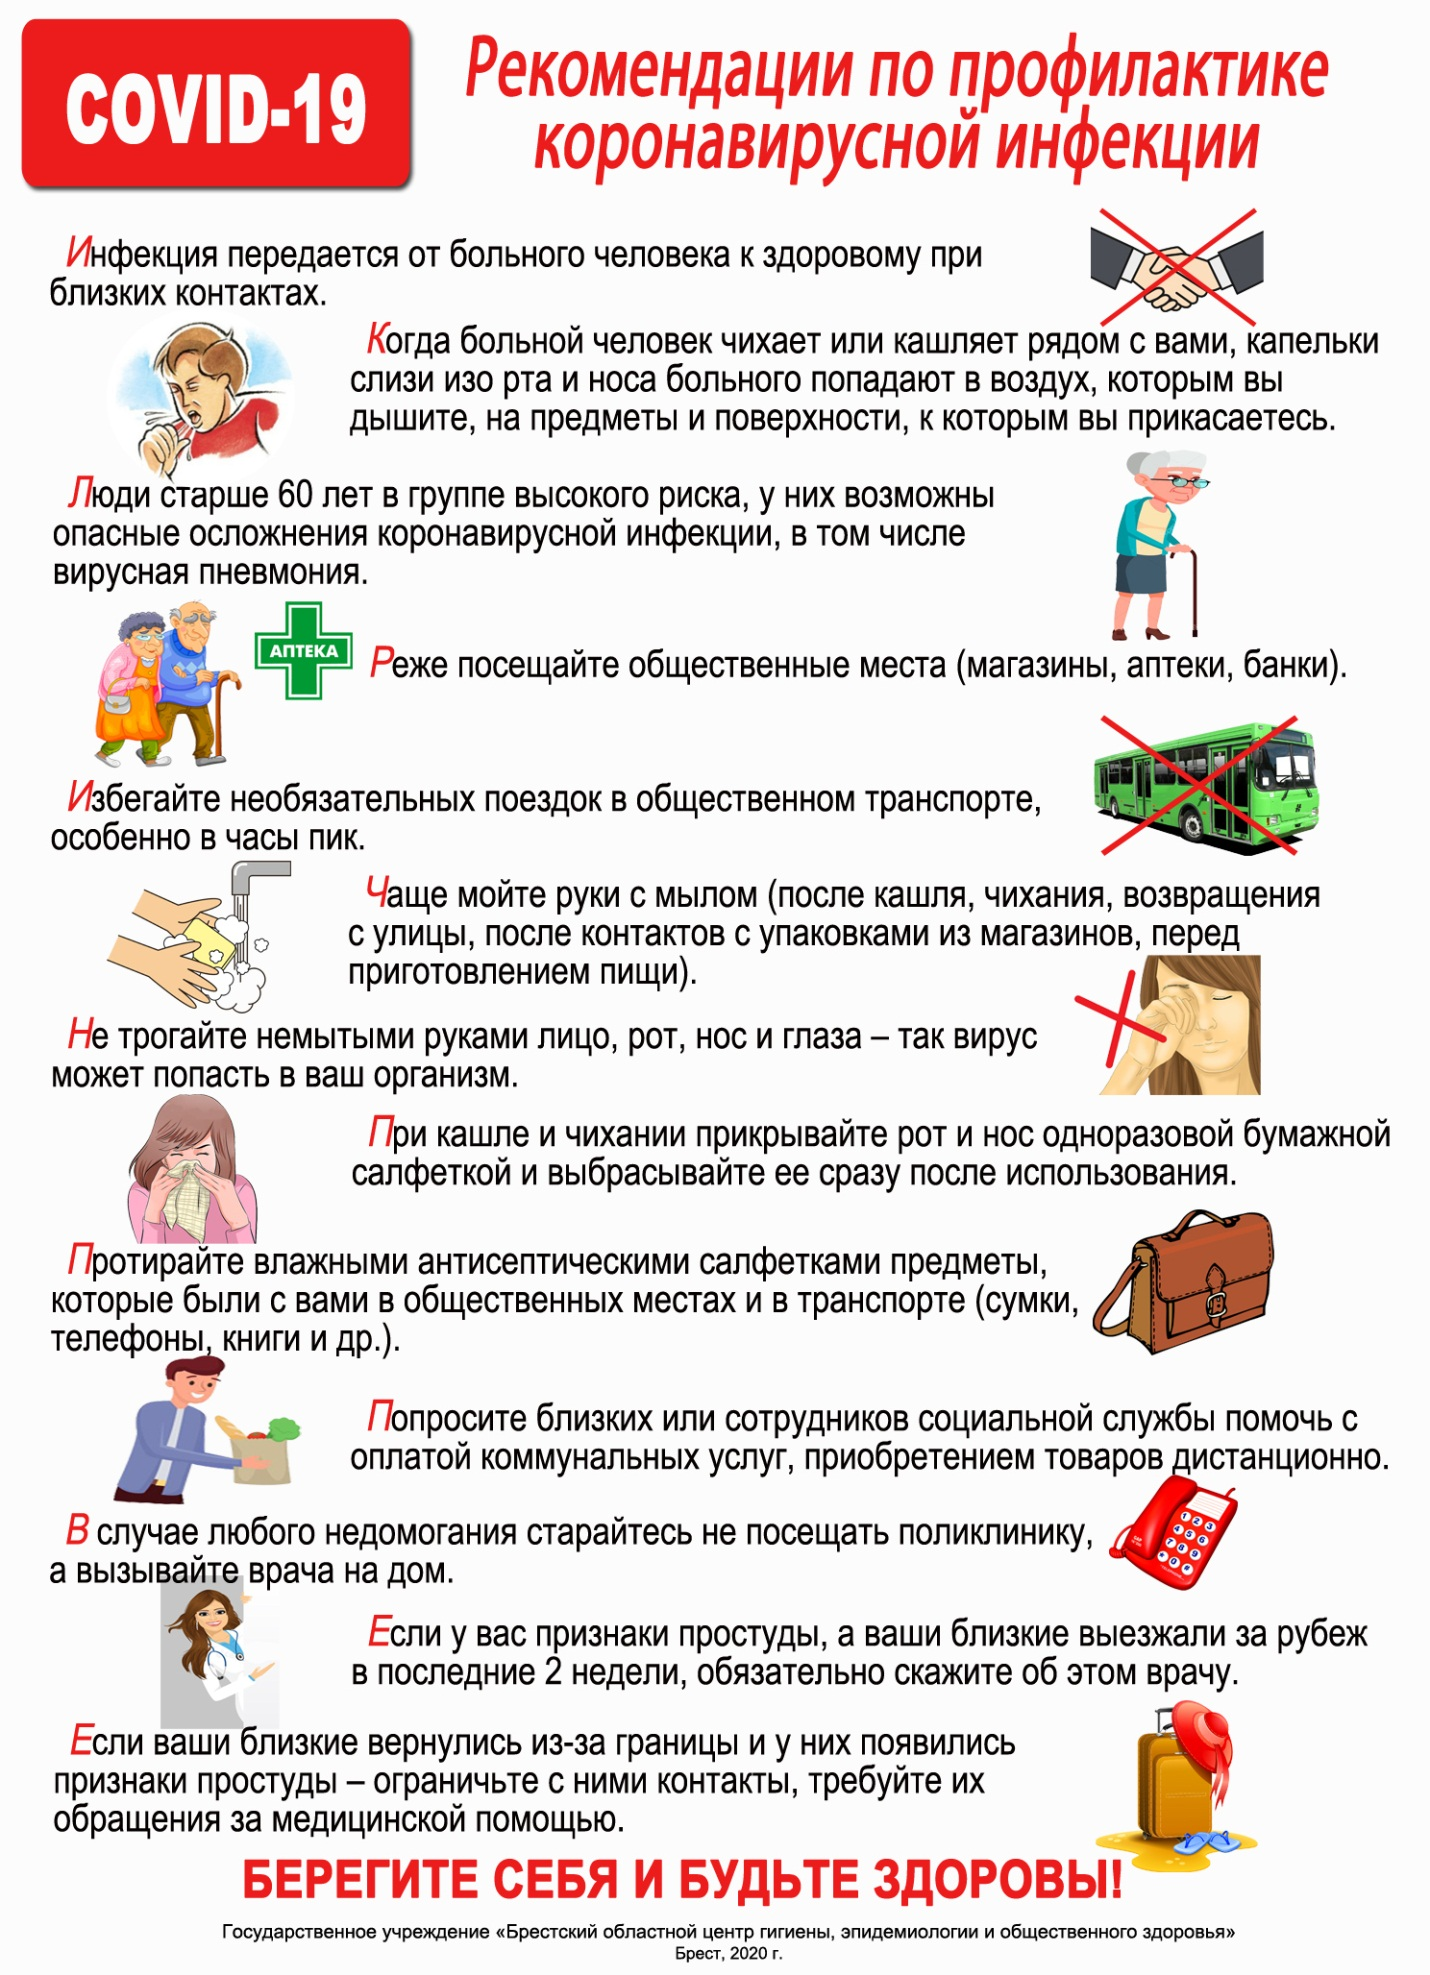 COVID-19
Рекомендации по профилактике
коронавирусной инфекции
Инфекция передается от больного человека к здоровому при
близких контактах.
Когда больной человек чихает или кашляет рядом с вами, капельки
слизи изо рта и носа больного попадают в воздух, которым вы
дышите, на предметы и поверхности, к которым вы прикасаетесь.
Люди старше 60 лет в группе высокого риска, у них возможны
опасные осложнения коронавирусной инфекции, в том числе
вирусная пневмония.
АПТЕКА
Реже посещайте общественные места (магазины, аптеки, банки).
Избегайте необязательных поездок в общественном транспорте,
особенно в часы пик.
Чаще мойте руки с мылом (после кашля, чихания, возвращения
с улицы, после контактов с упаковками из магазинов, перед
приготовлением пищи).
Не трогайте немытыми руками лицо, рот, нос и глаза – так вирус
может попасть в ваш организм.
При кашле и чихании прикрывайте рот и нос одноразовой бумажной
салфеткой и выбрасывайте ее сразу после использования.
Протирайте влажными антисептическими салфетками предметы,
которые были с вами в общественных местах и в транспорте (сумки,
телефоны, книги и др.).
Попросите близких или сотрудников социальной службы помочь с
оплатой коммунальных услуг, приобретением товаров дистанционно.
В случае любого недомогания старайтесь не посещать поликлинику,
а вызывайте врача на дом.
1 2 3
4 5 6
7 8 9
* 0 #
Если у вас признаки простуды, а ваши близкие выезжали за рубеж
в последние 2 недели, обязательно скажите об этом врачу.
Если ваши близкие вернулись из-за границы и у них появились
признаки простуды – ограничьте с ними контакты, требуйте их
обращения за медицинской помощью.
БЕРЕГИТЕ СЕБЯ И БУДЬТЕ ЗДОРОВЫ!
Государственное учреждение «Брестский областной центр гигиены, эпидемиологии и общественного здоровья»
Брест, 2020 г.